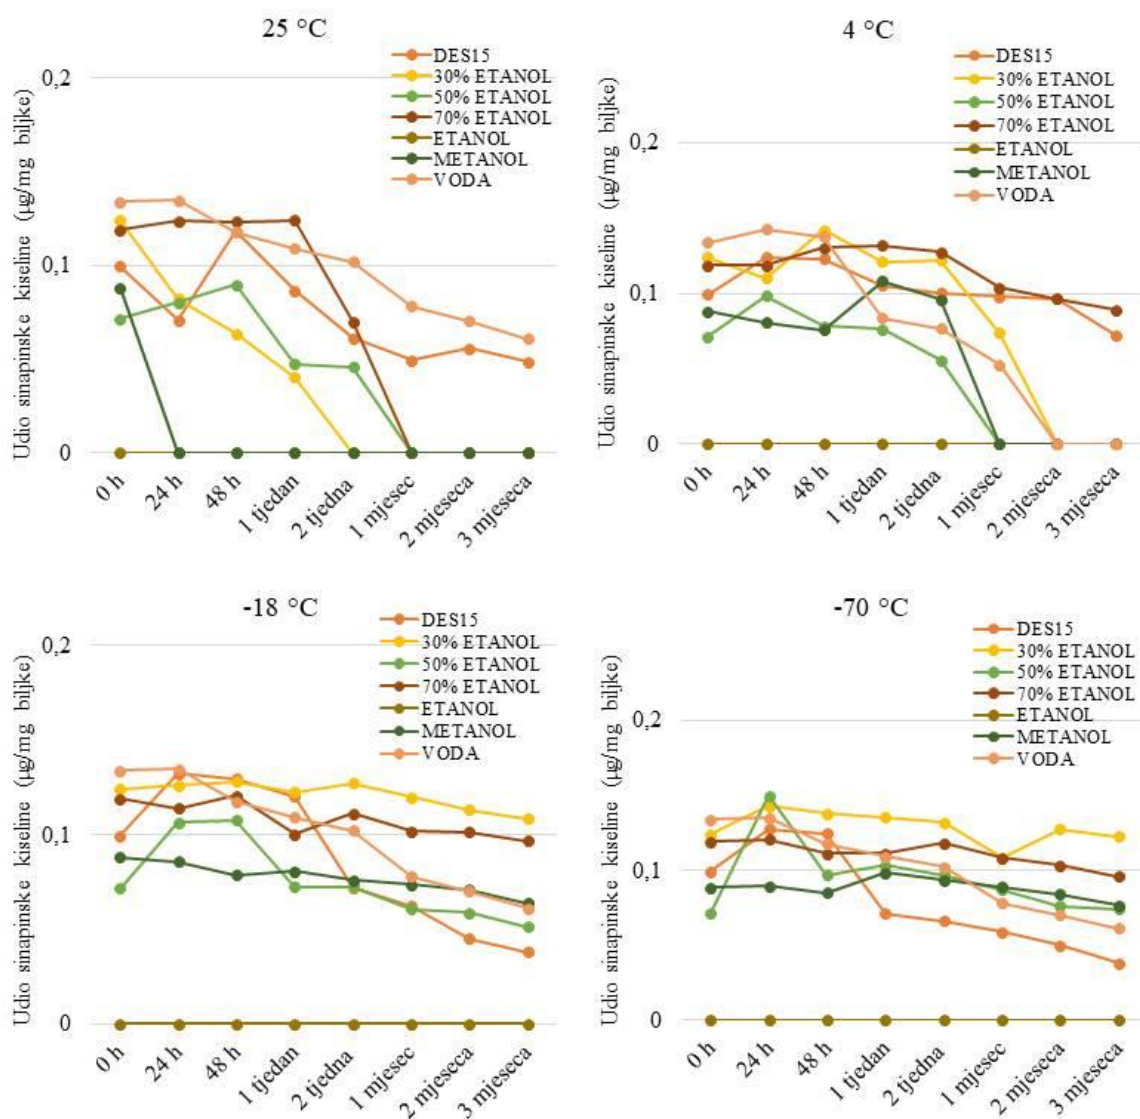 25 °C
Udio sinapinske kiseline (µg/mg biljke)
0,2
0,1
0
DES15
30% ETANOL
50% ETANOL
70% ETANOL
ETANOL
METANOL
VODA
0 h
24 h
48 h
1 tjedan
2 tjedna
1 mjesec
2 mjeseca
3 mjeseca
4 °C
Udio sinapinske kiseline (µg/mg biljke)
0,2
0,1
0
DES15
30% ETANOL
50% ETANOL
70% ETANOL
ETANOL
METANOL
VODA
0 h
24 h
48 h
1 tjedan
2 tjedna
1 mjesec
2 mjeseca
3 mjeseca
-18 °C
Udio sinapinske kiseline (µg/mg biljke)
0,2
0,1
0
DES15
30% ETANOL
50% ETANOL
70% ETANOL
ETANOL
METANOL
VODA
0 h
24 h
48 h
1 tjedan
2 tjedna
1 mjesec
2 mjeseca
3 mjeseca
-70 °C
Udio sinapinske kiseline (µg/mg biljke)
0,2
0,1
0
DES15
30% ETANOL
50% ETANOL
70% ETANOL
ETANOL
METANOL
VODA
0 h
24 h
48 h
1 tjedan
2 tjedna
1 mjesec
2 mjeseca
3 mjeseca